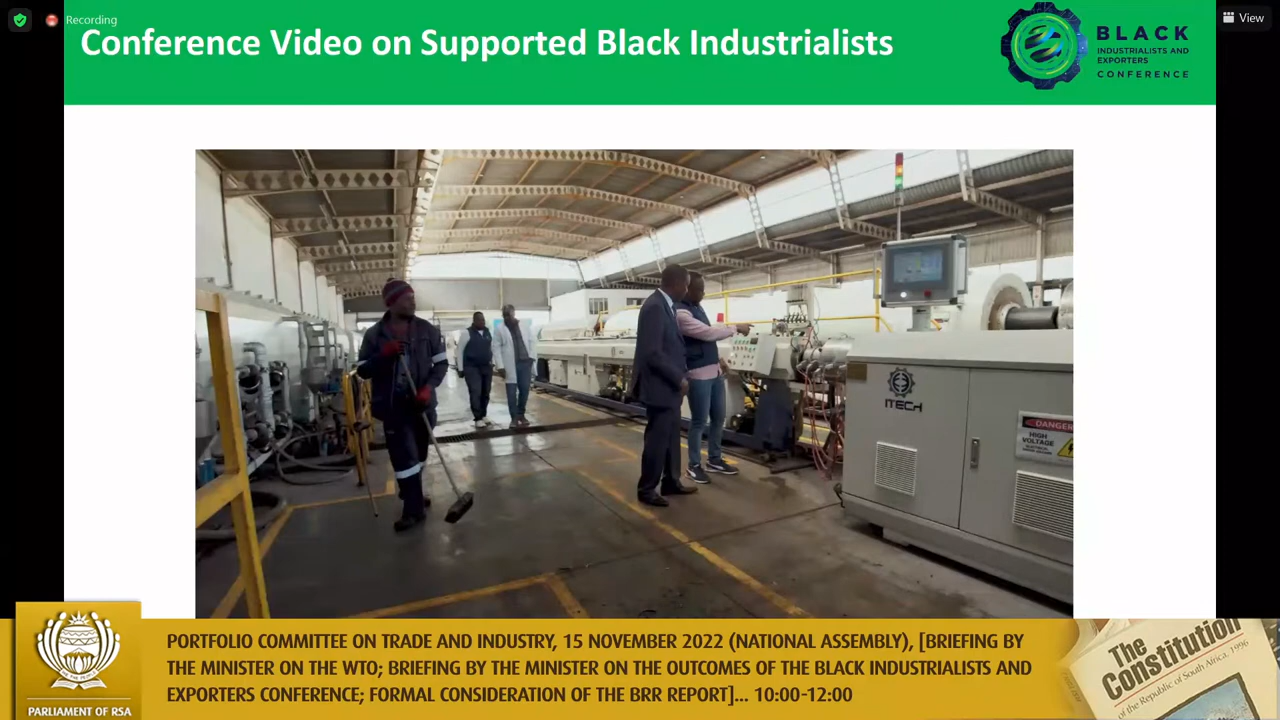 Recording
View
Conference Video on Supported Black Industrialists
BLACK
INDUSTRIALISTS AND
EXPORTERS
CONFERENCE
ITECH
DANGER
HIGH
VOLTAGE
PORTFOLIO COMMITTEE ON TRADE AND INDUSTRY, 15 NOVEMBER 2022 (NATIONAL ASSEMBLY), [BRIEFING BY
THE MINISTER ON THE WTO; BRIEFING BY THE MINISTER ON THE OUTCOMES OF THE BLACK INDUSTRIALISTS AND
EXPORTERS CONFERENCE; FORMAL CONSIDERATION OF THE BRR REPORT]... 10:00-12:00
PARLIAMENT OF RSA
The
Constitution
of the Republic of South Africa, 1996